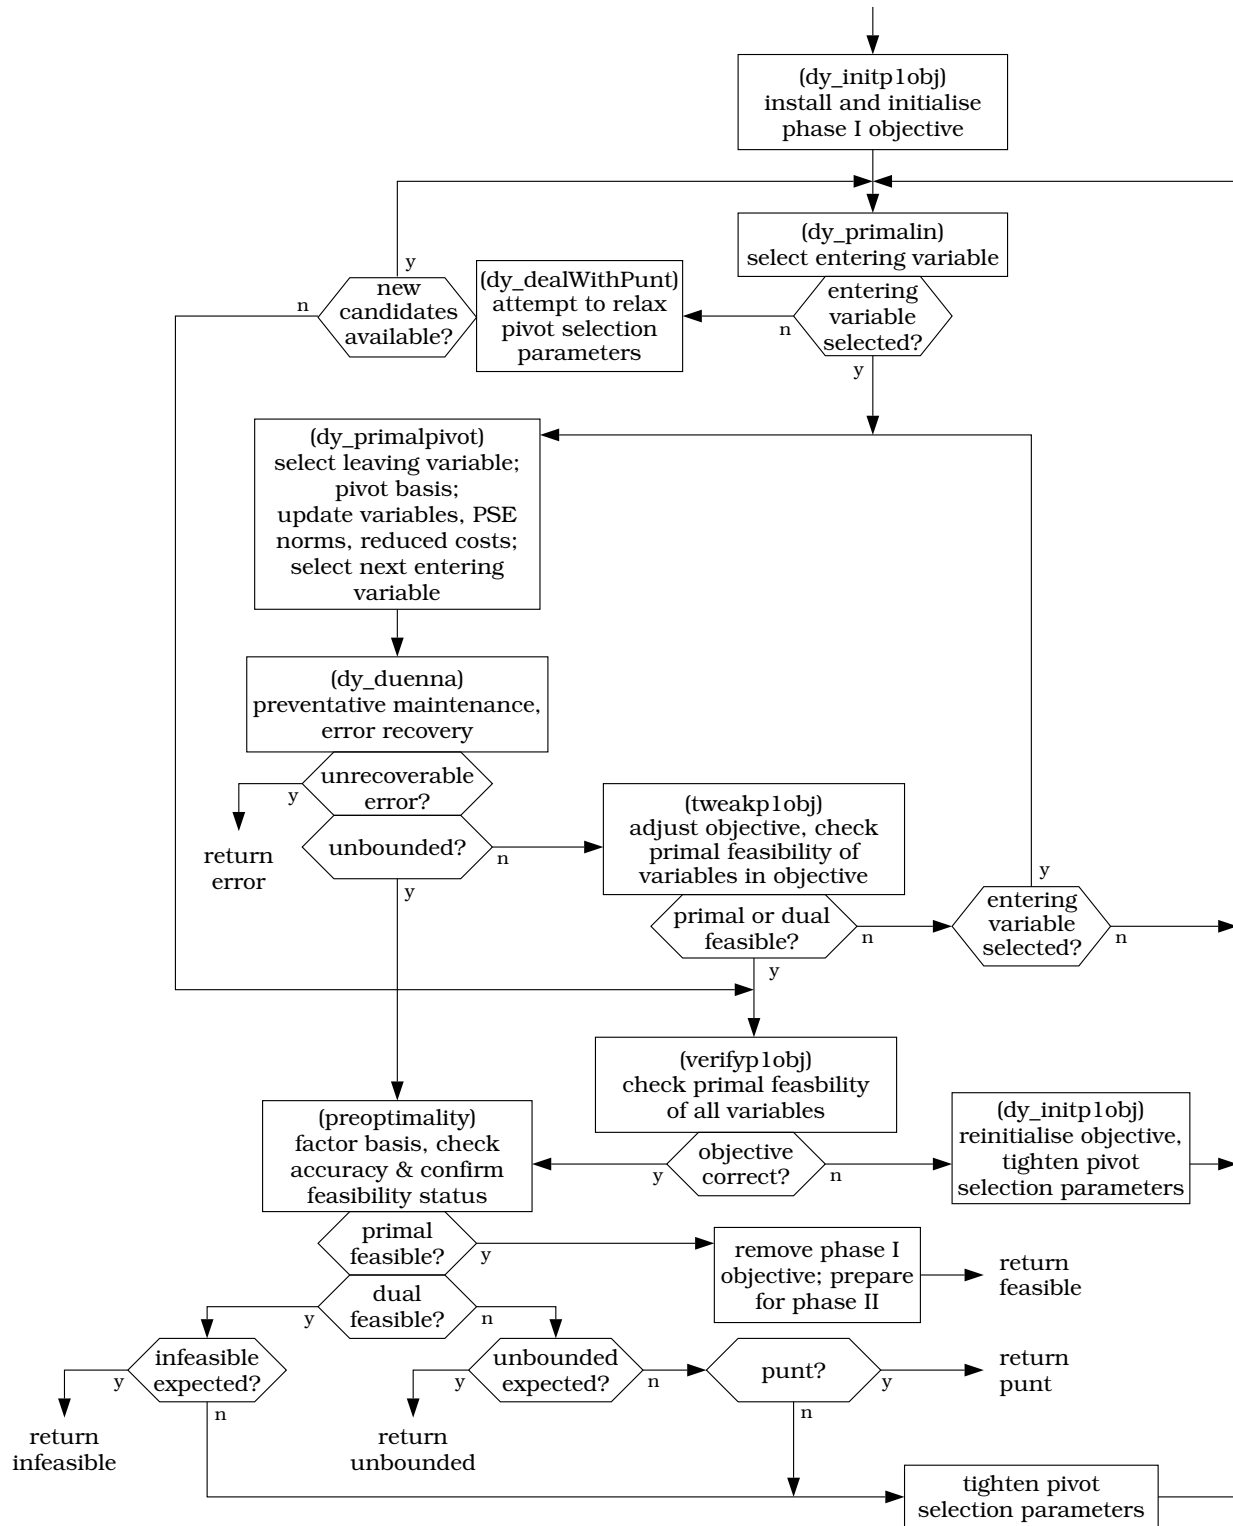 (dy_initp1obj)
install and initialise
phase I objective
(dy_primalin)
select entering variable
entering
variable
selected?
n
y
(dy_dealWithPunt)
attempt to relax
pivot selection
parameters
y
new
candidates
available?
n
(dy_primalpivot)
select leaving variable;
pivot basis;
update variables, PSE
norms, reduced costs;
select next entering
variable
(dy_duenna)
preventative maintenance,
error recovery
unrecoverable
error?
y
return
error
unbounded?
n
y
(tweakp1obj)
adjust objective, check
primal feasibility of
variables in objective
primal or dual
feasible?
n
y
y
entering
variable
selected?
n
(verifyp1obj)
check primal feasbility
of all variables
objective
correct?
y
n
(dy_initp1obj)
reinitialise objective,
tighten pivot
selection parameters
(preoptimality)
factor basis, check
accuracy & confirm
feasibility status
primal
feasible?
y
remove phase I
objective; prepare
for phase II
return
feasible
dual
feasible?
y
n
infeasible
expected?
y
n
return
infeasible
unbounded
expected?
y
n
return
unbounded
punt?
y
n
return
punt
tighten pivot
selection parameters